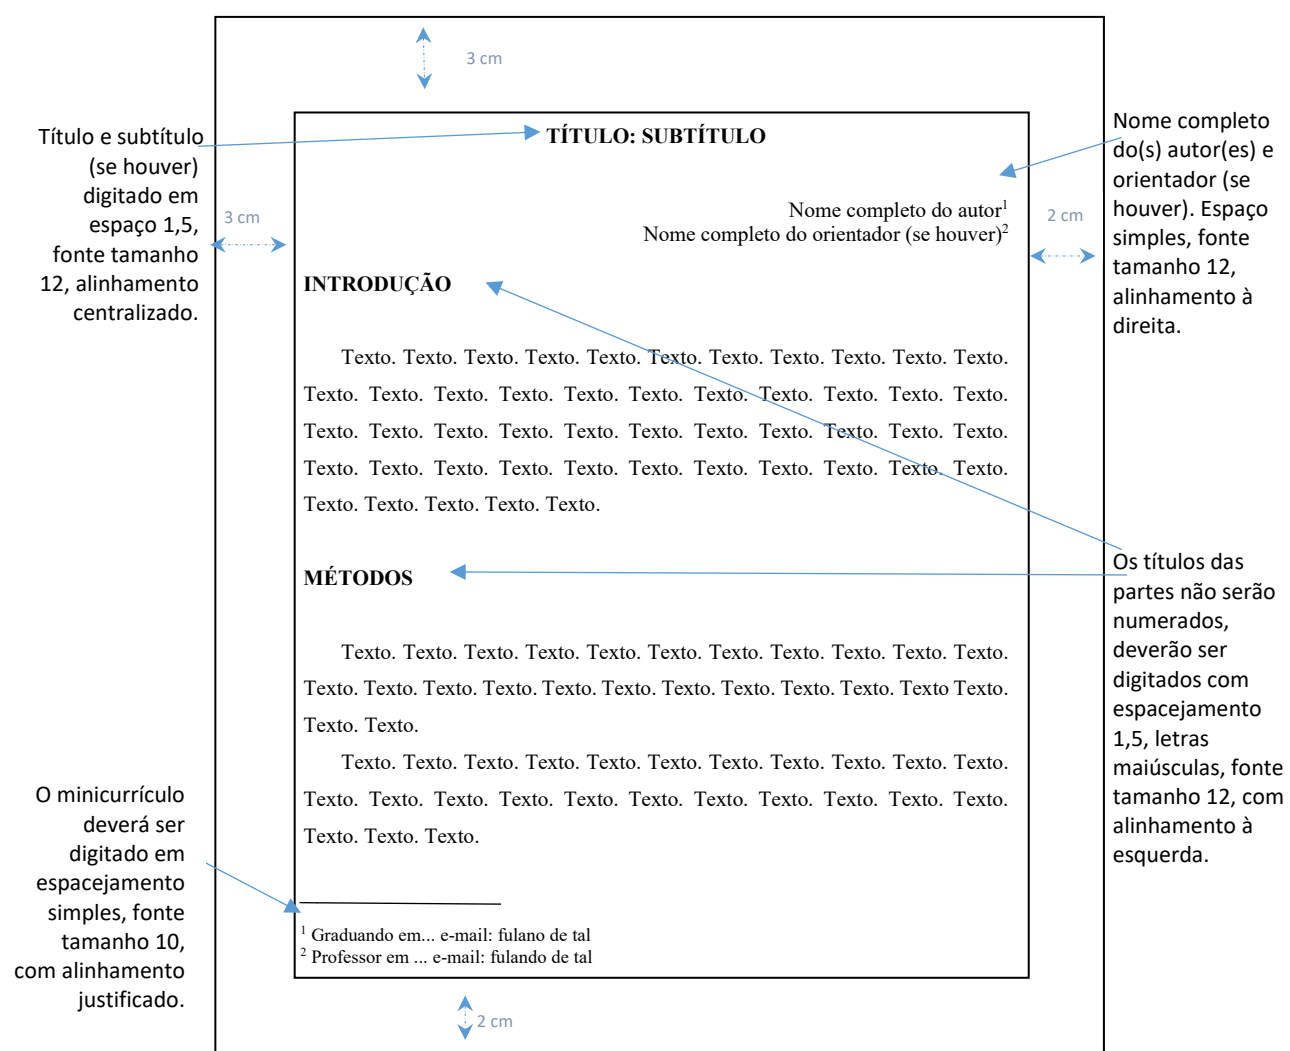 3 cm
Título e subtítulo
(se houver)
digitado em
espaço 1,5,
fonte tamanho
12, alinhamento
centralizado.
3 cm
TÍTULO: SUBTÍTULO
Nome completo do autor¹
Nome completo do orientador (se houver)²
2 cm
Nome completo
do(s) autor(es) e
orientador (se
houver). Espaço
simples, fonte
tamanho 12,
alinhamento à
direita.
INTRODUÇÃO
Texto. Texto. Texto. Texto. Texto. Texto. Texto. Texto. Texto. Texto. Texto.
Texto. Texto. Texto. Texto. Texto. Texto. Texto. Texto. Texto. Texto. Texto.
Texto. Texto. Texto. Texto. Texto. Texto. Texto. Texto. Texto. Texto. Texto.
Texto. Texto. Texto. Texto. Texto. Texto. Texto. Texto. Texto. Texto. Texto.
Texto. Texto. Texto. Texto. Texto.
MÉTODOS
Texto. Texto. Texto. Texto. Texto. Texto. Texto. Texto. Texto. Texto. Texto.
Texto. Texto. Texto. Texto. Texto. Texto. Texto. Texto. Texto. Texto. Texto Texto.
Texto. Texto.
Texto. Texto. Texto. Texto. Texto. Texto. Texto. Texto. Texto. Texto. Texto.
Texto. Texto. Texto. Texto. Texto. Texto. Texto. Texto. Texto. Texto. Texto.
Texto. Texto. Texto.
Os títulos das
partes não serão
numerados,
deverão ser
digitados com
espacejamento
1,5, letras
maiúsculas, fonte
tamanho 12, com
alinhamento à
esquerda.
O minicurrículo
deverá ser
digitado em
espacejamento
simples, fonte
tamanho 10,
com alinhamento
justificado.
¹ Graduando em... e-mail: fulano de tal
² Professor em ... e-mail: fulando de tal
2 cm